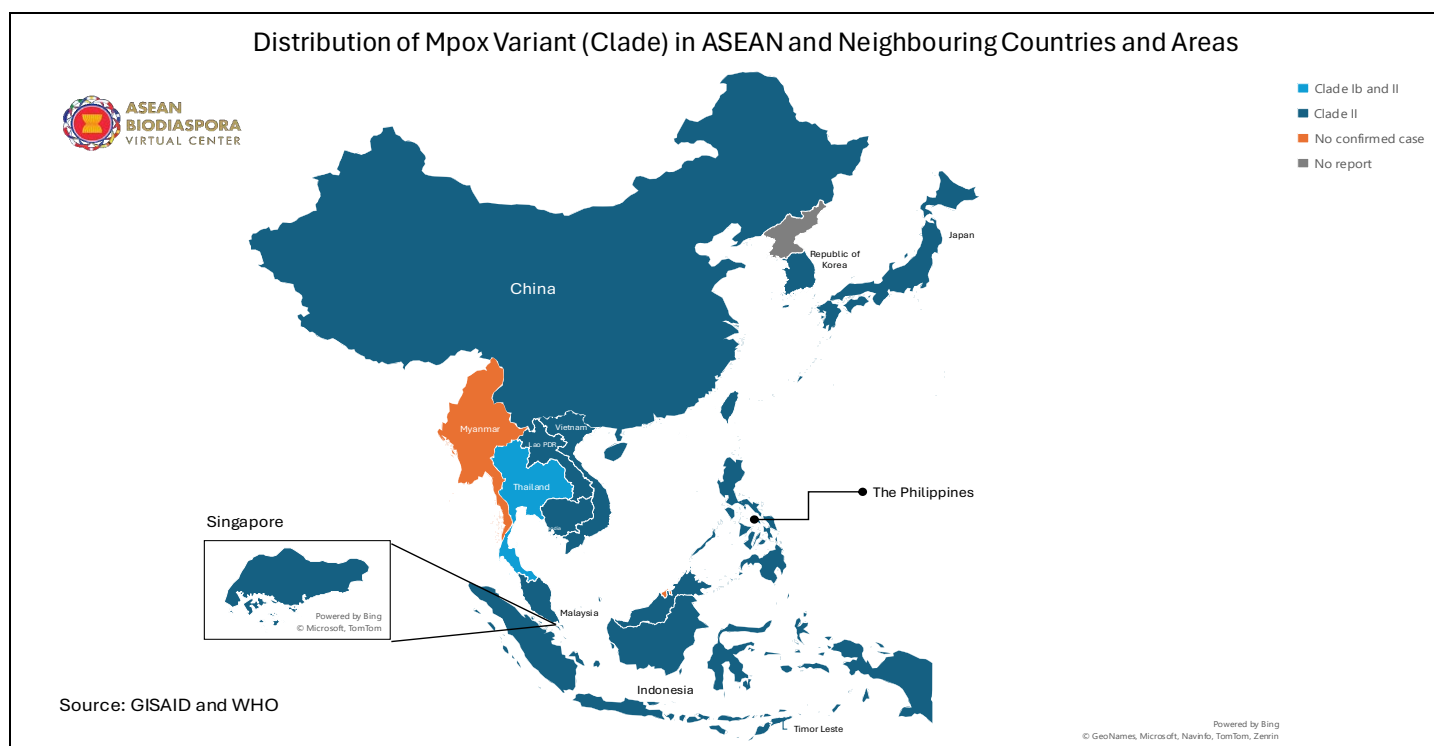 Distribution of Mpox Variant (Clade) in ASEAN and Neighbouring Countries and Areas
ASEAN
BIODIASPORA
VIRTUAL CENTER
Clade Ib and II
Clade II
No confirmed case
No report
Japan
Republic of
Korea
China
Myanmar
Vietnam
Lao PDR
Thailand
The Philippines
Singapore
Powered by Bing
© Microsoft, TomTom
Malaysia
Indonesia
Source: GISAID and WHO
Timor Leste
Powered by Bing
© GeoNames, Microsoft, Navinfo, TomTom, Zenrin